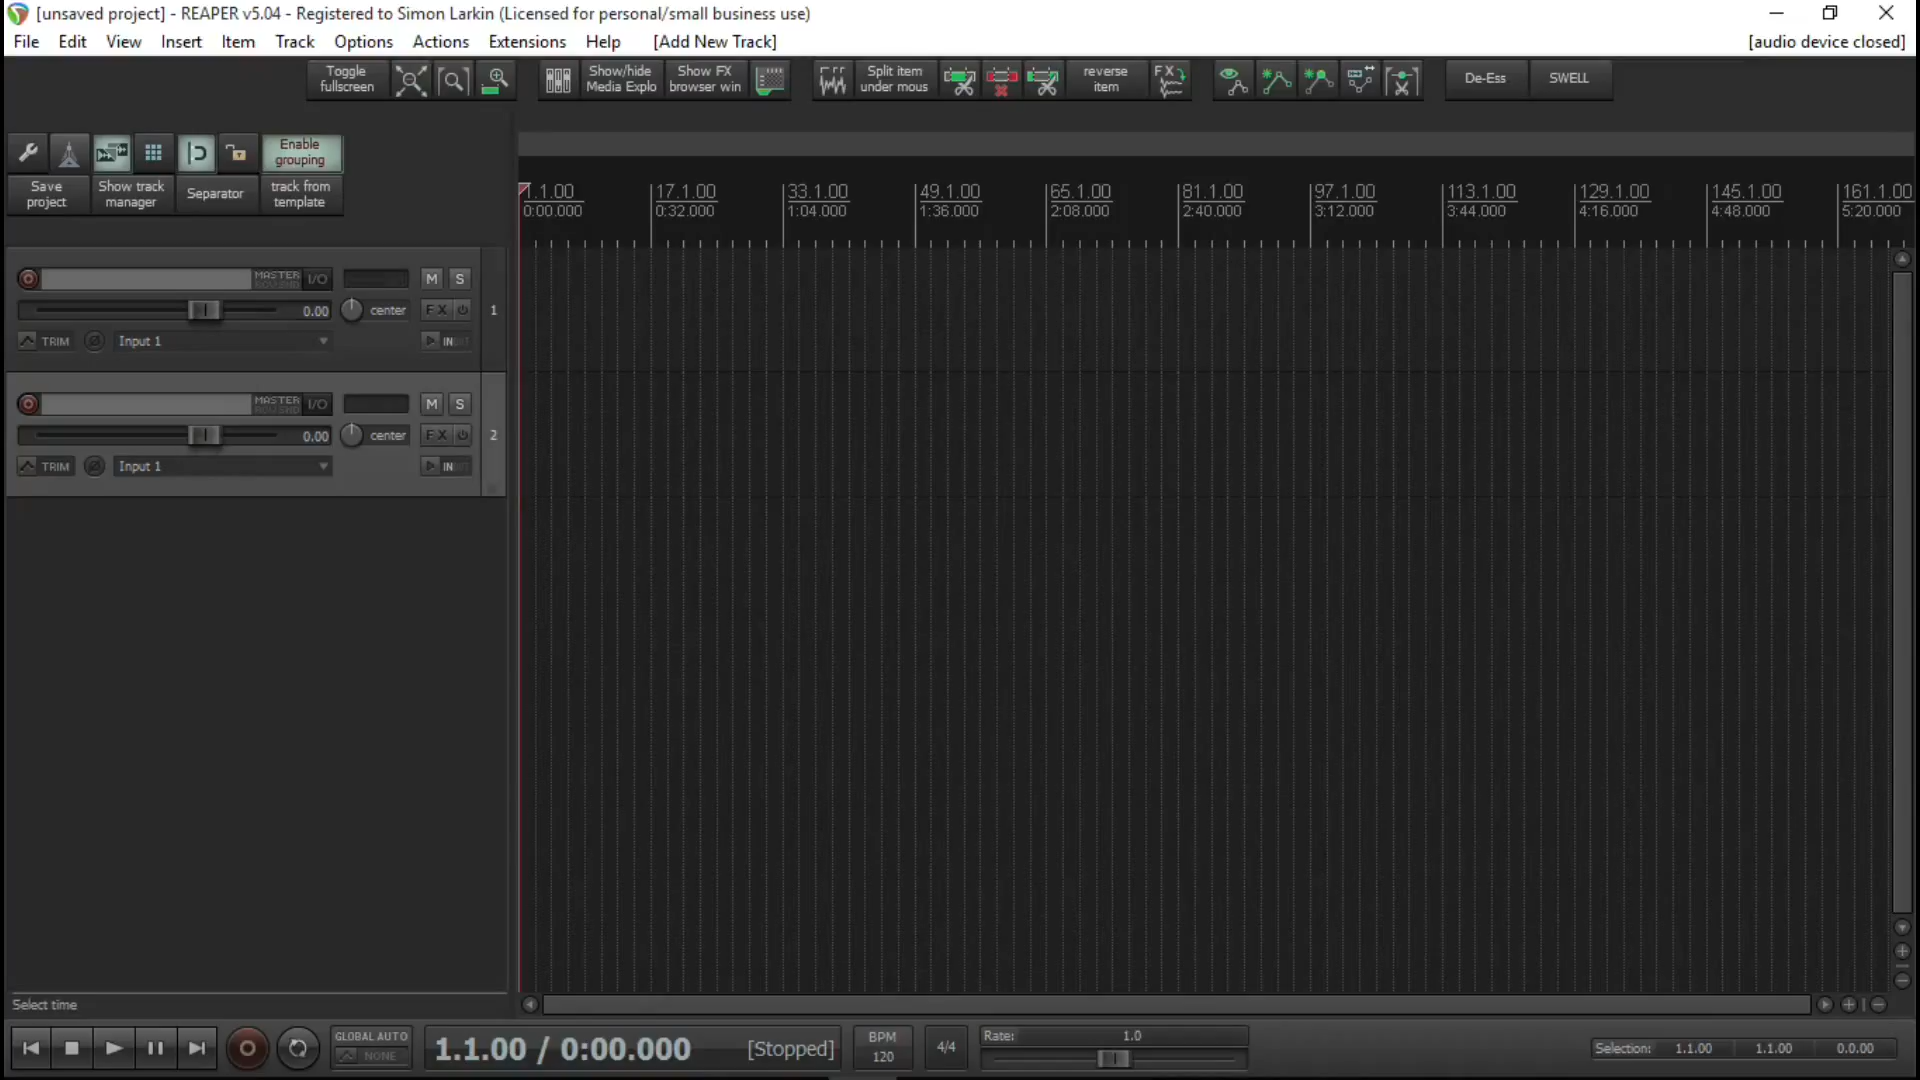 [unsaved project] - REAPER v5.04 - Registered to Simon Larkin (Licensed for personal/small business use)
File Edit View Insert Item Track Options Actions Extensions Help [Add New Track] [audio device closed]
Toggle fullscreen
Show/hide Media Explo
Show FX browser win
Split item under mous
reverse item
FX
De-Ess
SWELL
Enable grouping
Save project
Show track manager
Separator
track from template
1.1.00 17.1.00 33.1.00 49.1.00 65.1.00 81.1.00 97.1.00 113.1.00 129.1.00 145.1.00 161.1.00
0:00.000 0:32.000 1:04.000 1:36.000 2:08.000 2:40.000 3:12.000 3:44.000 4:16.000 4:48.000 5:20.000
MASTER I/O M S
RCV SND
0.00 center FX 1
TRIM Input 1 IN
MASTER I/O M S
RCV SND
0.00 center FX 2
TRIM Input 1 IN
Select time
GLOBAL AUTO
NONE
1.1.00 / 0:00.000 [Stopped]
BPM
120
4/4
Rate: 1.0
Selection: 1.1.00 1.1.00 0.0.00